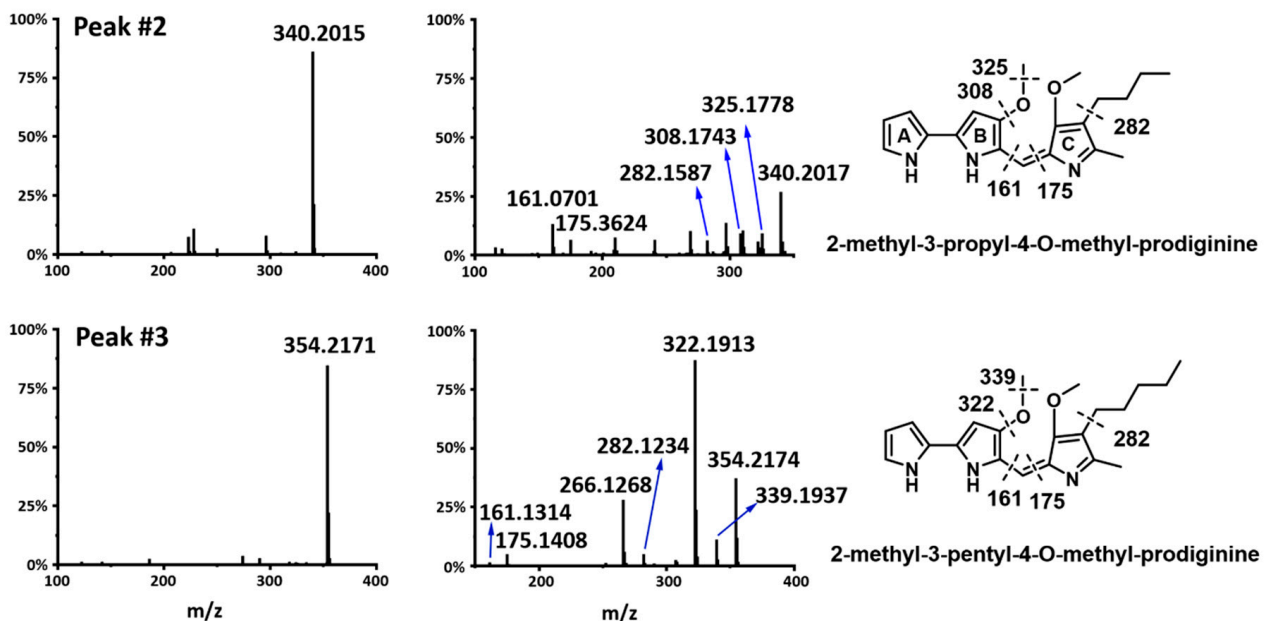 Peak #2
100%
75%
50%
25%
0%
100
200
300
400
340.2015
100%
75%
50%
25%
0%
100
200
300
325.1778
308.1743
282.1587
340.2017
161.0701
175.3624
325
308
O
O
282
A
B
C
N
H
N
H
N
161
175
2-methyl-3-propyl-4-O-methyl-prodiginine
Peak #3
100%
75%
50%
25%
0%
100
200
300
400
m/z
354.2171
100%
75%
50%
25%
0%
200
300
400
m/z
322.1913
282.1234
354.2174
266.1268
339.1937
161.1314
175.1408
339
322
O
O
282
N
H
N
H
N
161
175
2-methyl-3-pentyl-4-O-methyl-prodiginine